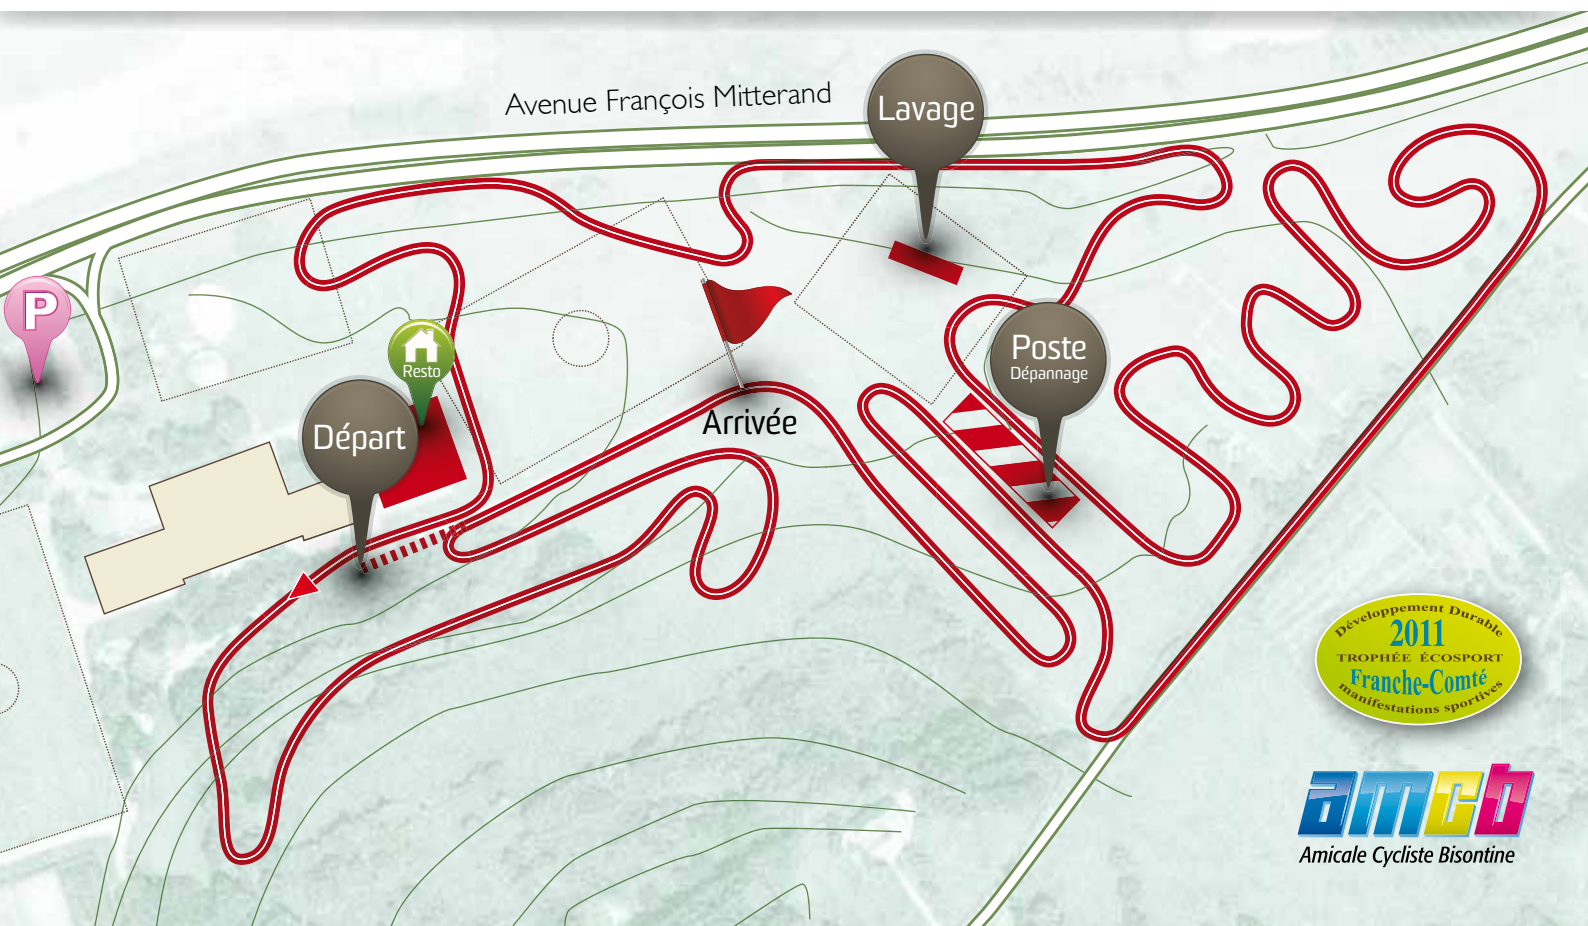 Avenue François Mitterand
Lavage
P
Resto
Poste
Dépannage
Départ
Arrivée
Développement Durable
2011
TROPHÉE ÉCOSPORT
Franche-Comté
manifestations sportives
amcb
Amicale Cycliste Bisontine